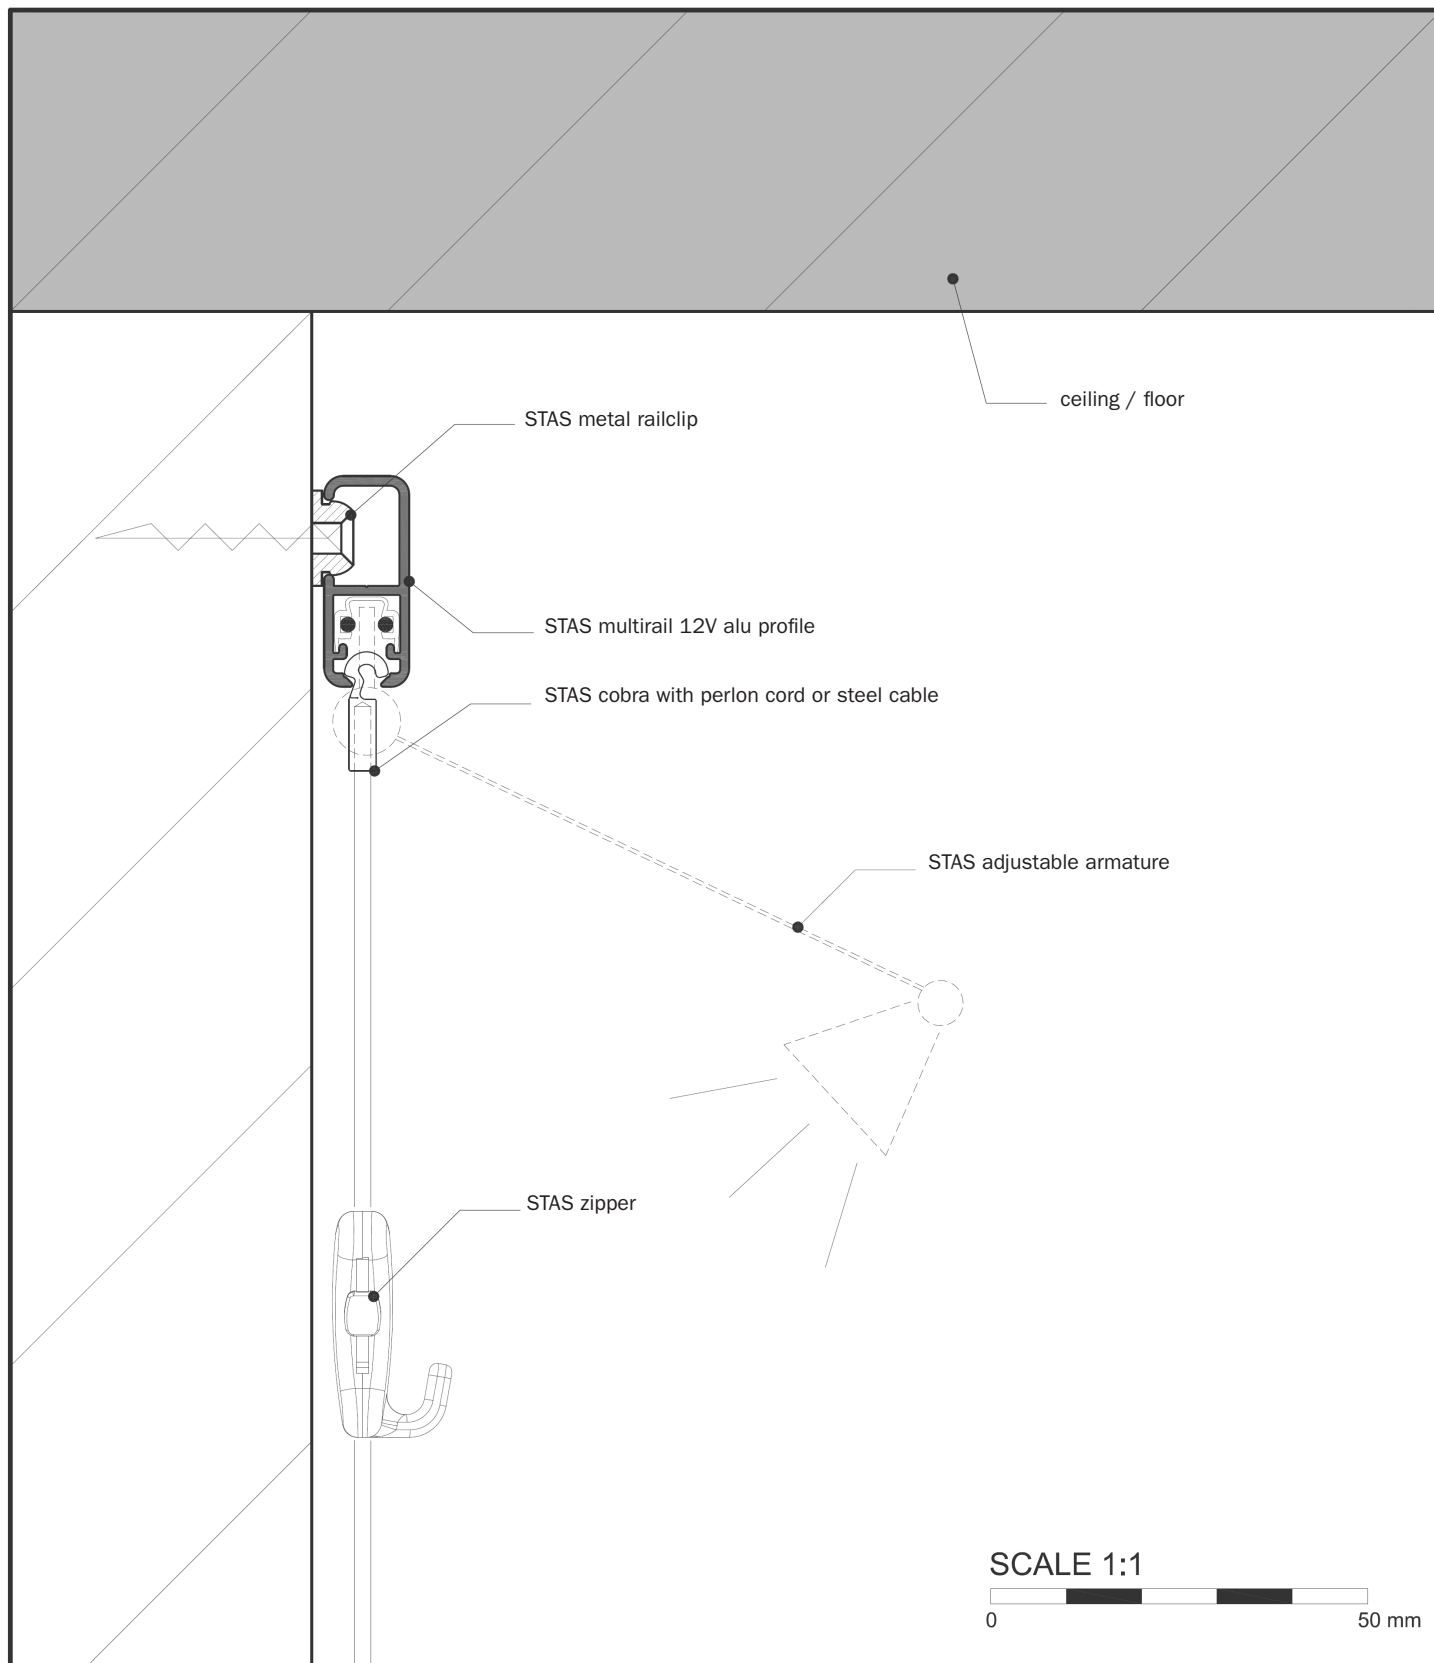 ceiling / floor
STAS metal railclip
STAS multirail 12V alu profile
STAS cobra with perlon cord or steel cable
STAS adjustable armature
STAS zipper
SCALE 1:1
0 50 mm